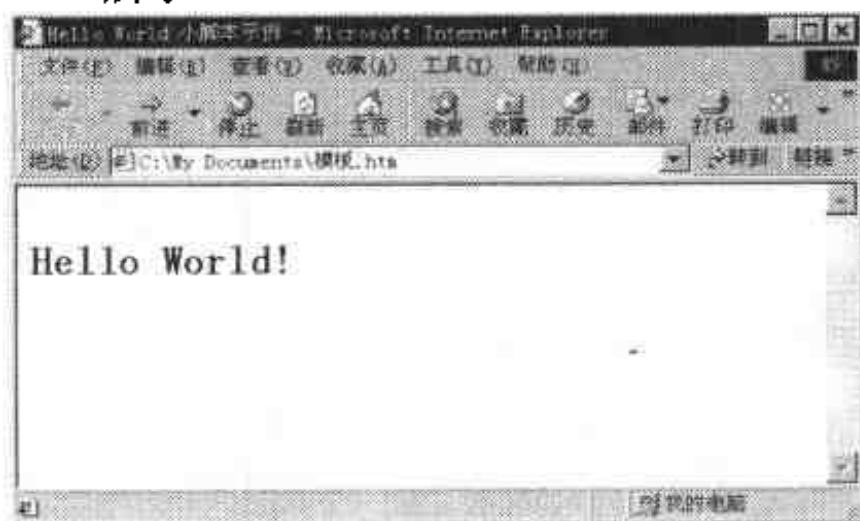 Hello World 小脚本示例 - Microsoft Internet Explorer
文件(F) 编辑(E) 查看(V) 收藏(A) 工具(T) 帮助(H)
前进 停止 刷新 主页 搜索 收藏 历史 邮件 打印 编辑
地址(D) C:\My Documents\模板.htm 转到 链接
Hello World!
我的电脑